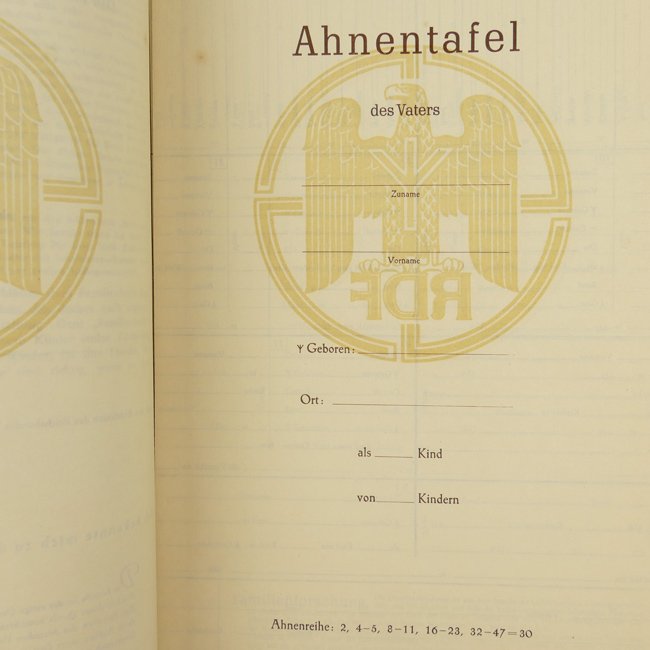 Ahnentafel
des Vaters
Zuname
Vorname
RDF
ᛉ Geboren:
Ort:
als Kind
von Kindern
Ahnenreihe: 2, 4–5, 8–11, 16–23, 32–47=30